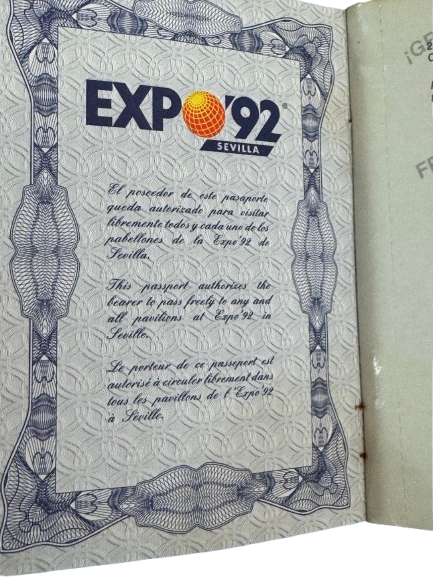 EXPO'92®
SEVILLA
El poseedor de este pasaporte
queda autorizado para visitar
libremente todos y cada uno de los
pabellones de la Expo'92 de
Sevilla.
This passport authorizes the
bearer to pass freely to any and
all pavilions at Expo'92 in
Seville.
Le porteur de ce passeport est
autorisé à circuler librement dans
tous les pavillons de l'Expo'92
à Séville.